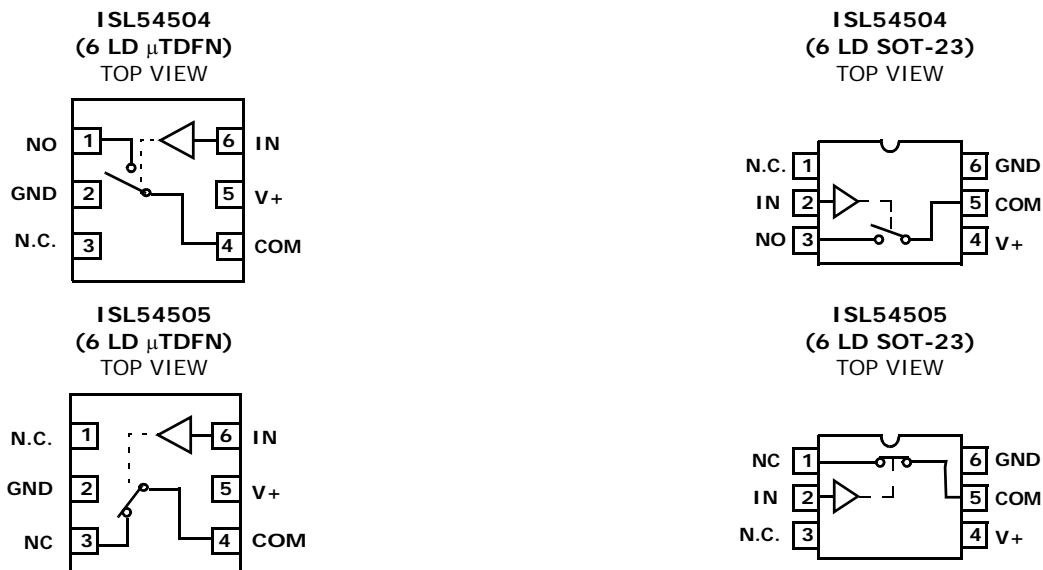 ISL54504
(6 LD μTDFN)
TOP VIEW
NO 1 6 IN
GND 2 5 V+
N.C. 3 4 COM
ISL54504
(6 LD SOT-23)
TOP VIEW
N.C. 1 6 GND
IN 2 5 COM
NO 3 4 V+
ISL54505
(6 LD μTDFN)
TOP VIEW
N.C. 1 6 IN
GND 2 5 V+
NC 3 4 COM
ISL54505
(6 LD SOT-23)
TOP VIEW
NC 1 6 GND
IN 2 5 COM
N.C. 3 4 V+